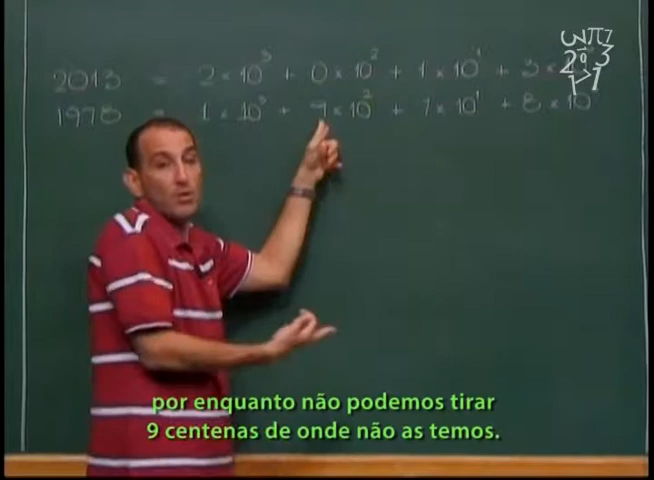 2013 = 2 × 10³ + 0 × 10² + 1 × 10¹ + 3 ×
1978 = 1 × 10³ + 9 × 10² + 7 × 10¹ + 8 × 10
por enquanto não podemos tirar
9 centenas de onde não as temos.